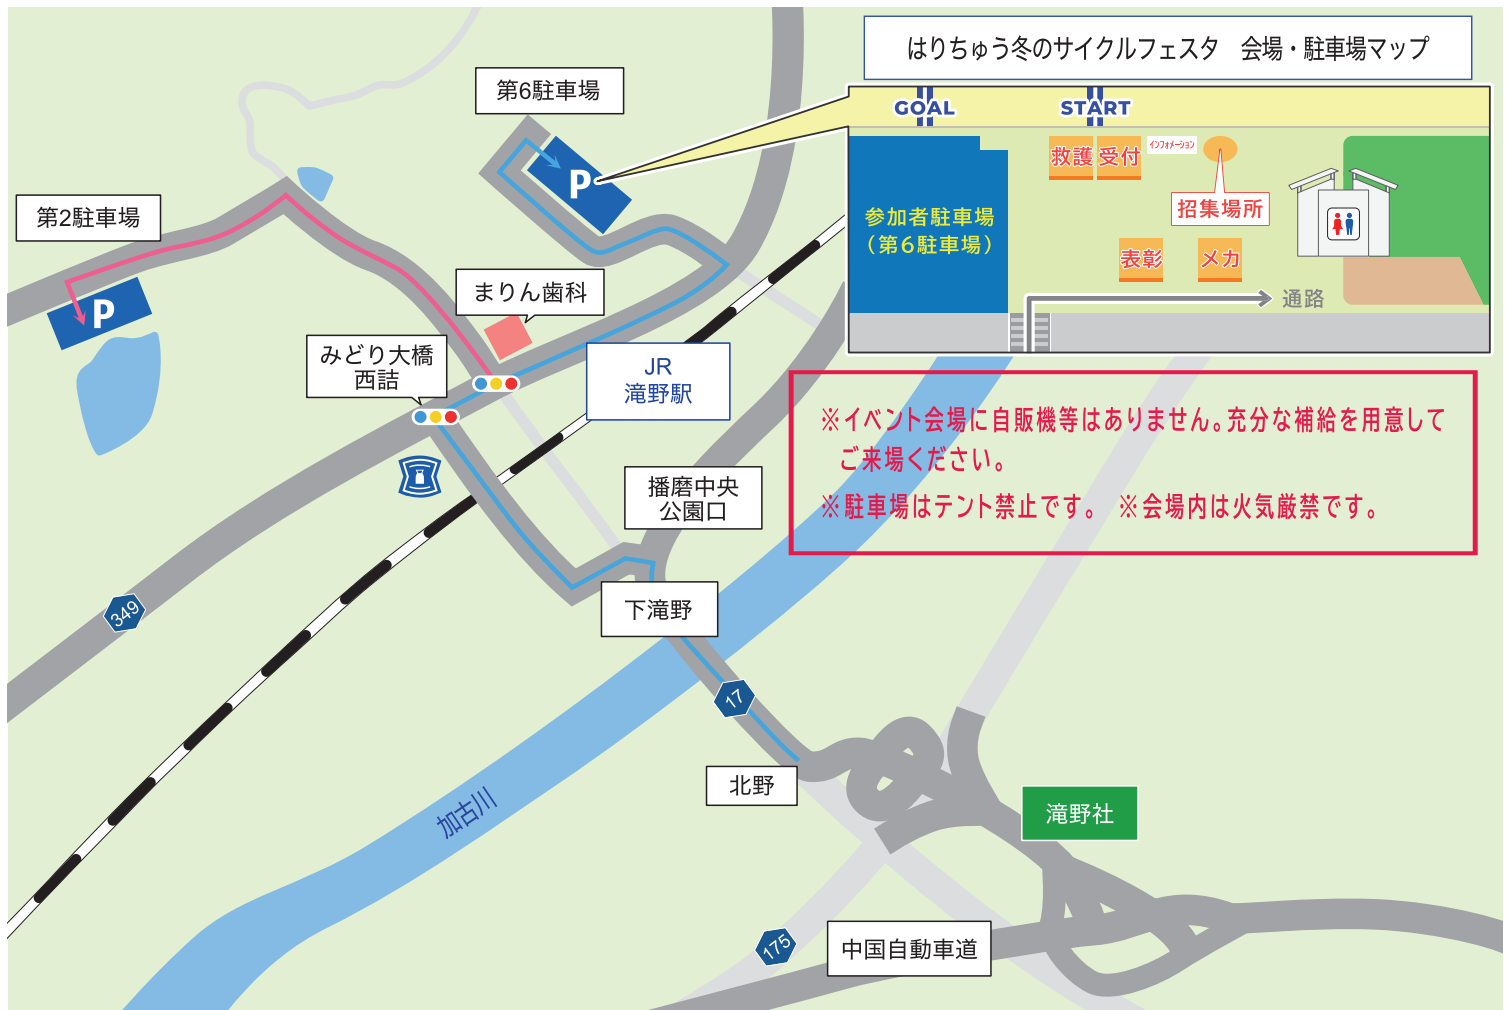 はりちゅう冬のサイクルフェスタ　会場・駐車場マップ
GOAL
START
救護
受付
インフォメーション
招集場所
参加者駐車場
（第6駐車場）
表彰
メカ
通路
第6駐車場
P
第2駐車場
P
まりん歯科
みどり大橋
西詰
JR
滝野駅
※イベント会場に自販機等はありません。充分な補給を用意して
ご来場ください。
※駐車場はテント禁止です。　※会場内は火気厳禁です。
播磨中央
公園口
下滝野
349
17
北野
加古川
滝野社
175
中国自動車道